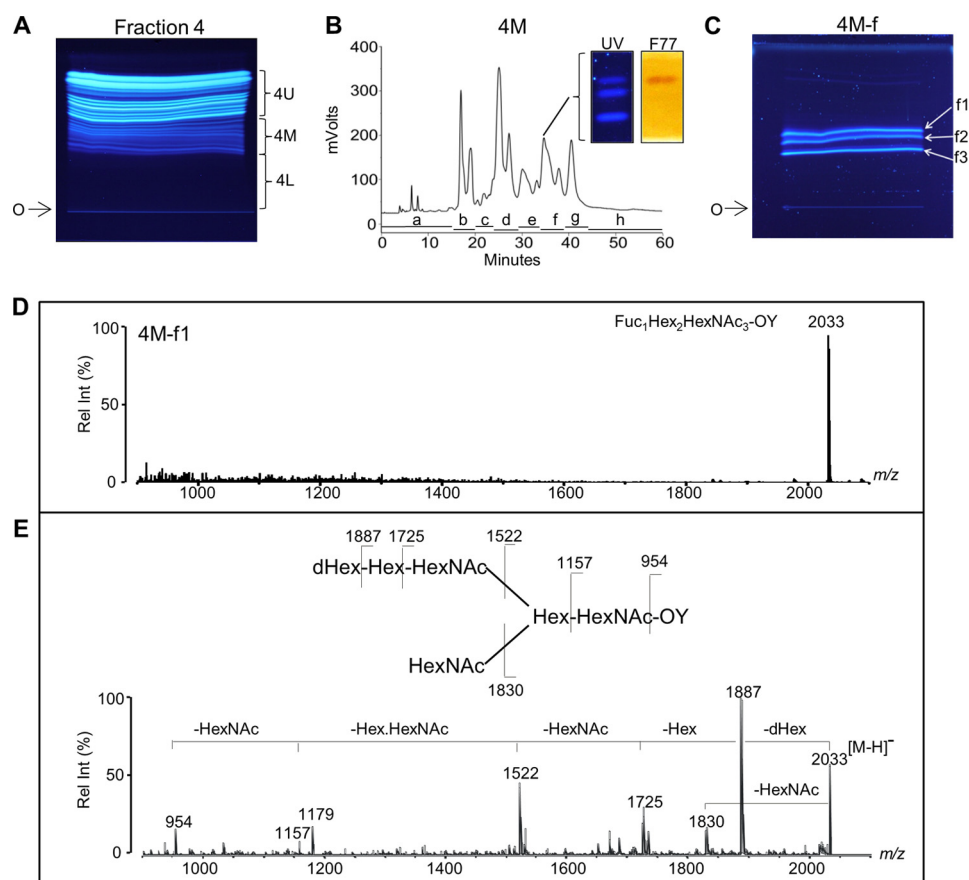 A
Fraction 4
4U
4M
4L
O
B
4M
mVolts
400
300
200
100
0
0 10 20 30 40 50 60
a b c d e f g h
Minutes
UV F77
C
4M-f
f1
f2
f3
O
D
4M-f1
Rel Int (%)
100
50
0
Fuc₁Hex₂HexNAc₃-OY 2033
1000 1200 1400 1600 1800 2000 m/z
E
1887 1725 1522
dHex-Hex-HexNAc
1157 954
Hex-HexNAc-OY
HexNAc
1830
Rel Int (%)
100
50
0
1887
-HexNAc -Hex.HexNAc -HexNAc -Hex -dHex
[M-H]⁻
2033
-HexNAc
1522
1725
1830
954
1157
1179
1000 1200 1400 1600 1800 2000 m/z